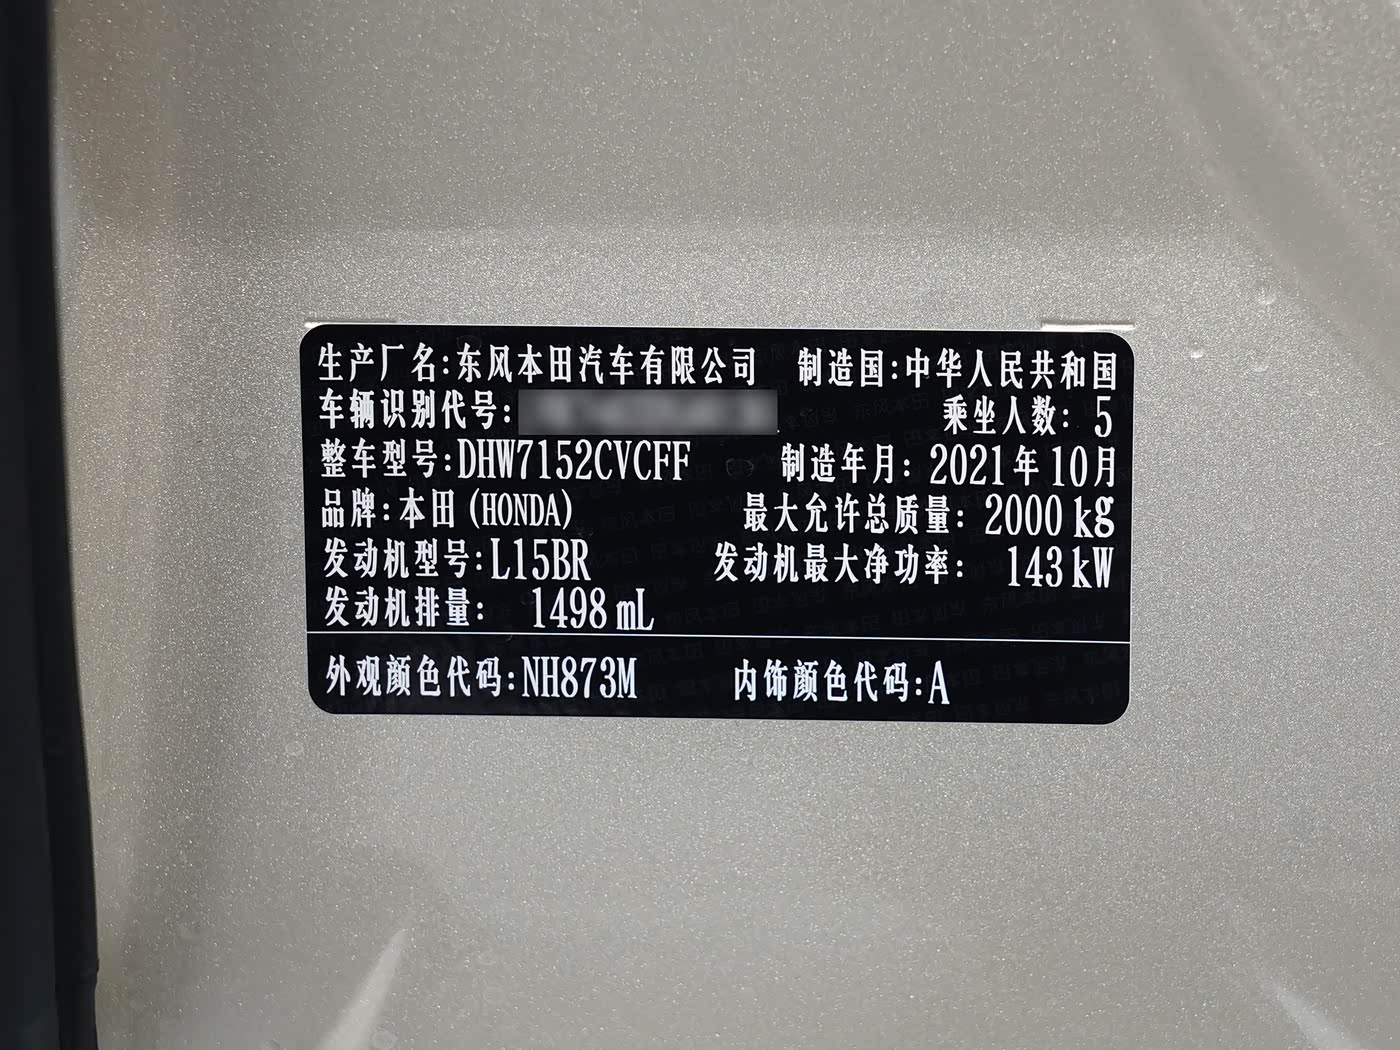 生产厂名:东风本田汽车有限公司 制造国:中华人民共和国
车辆识别代号: 乘坐人数: 5
整车型号:DHW7152CVCFF 制造年月: 2021年10月
品牌:本田(HONDA) 最大允许总质量: 2000 kg
发动机型号:L15BR 发动机最大净功率: 143 kW
发动机排量: 1498 mL
外观颜色代码:NH873M 内饰颜色代码:A